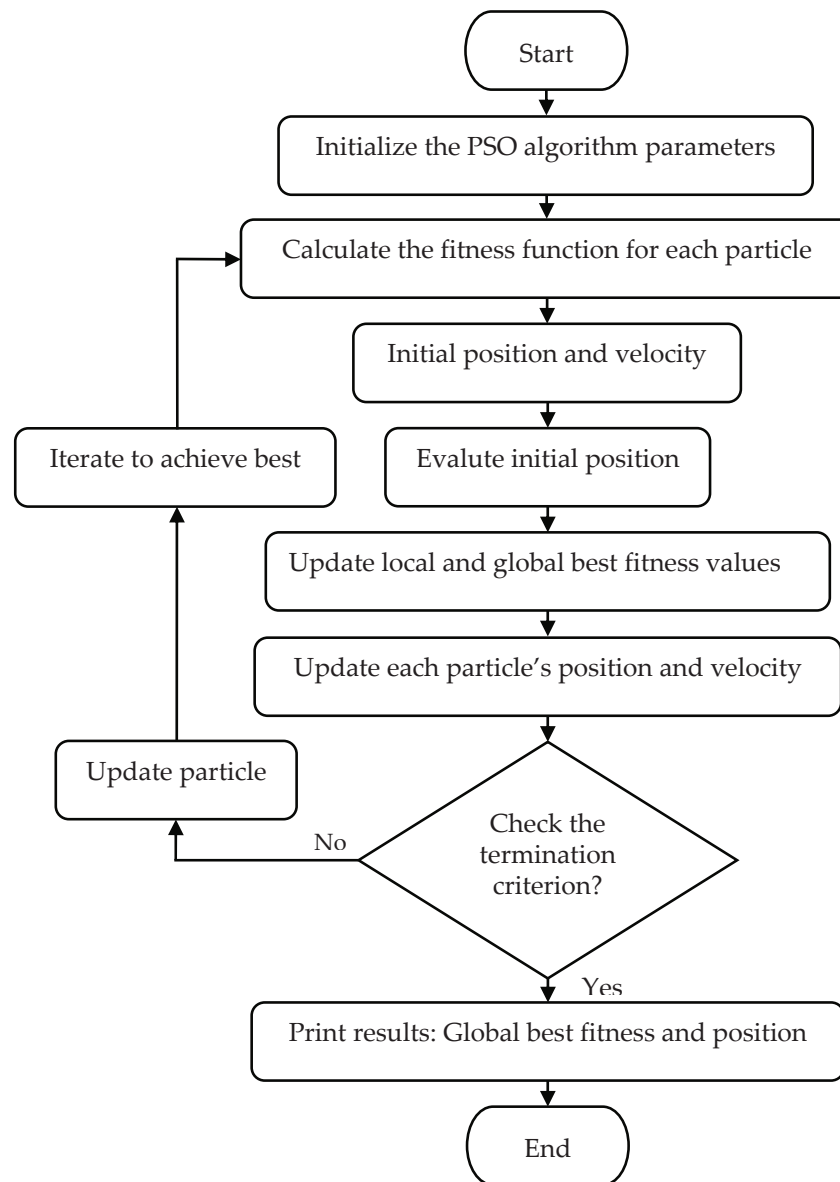 Start
Initialize the PSO algorithm parameters
Calculate the fitness function for each particle
Initial position and velocity
Iterate to achieve best
Evalute initial position
Update local and global best fitness values
Update each particle’s position and velocity
Update particle
No
Check the
termination
criterion?
Yes
Print results: Global best fitness and position
End